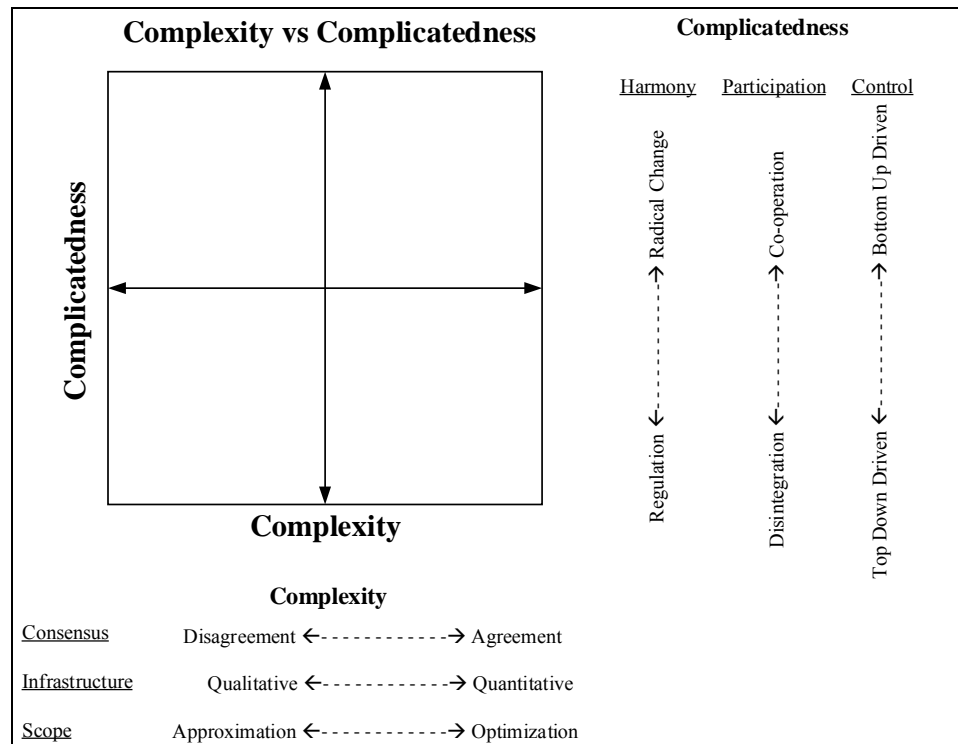 Complexity vs Complicatedness
Complicatedness
Complexity
Complicatedness
Harmony Participation Control
Radical Change Co-operation Bottom Up Driven
Regulation Disintegration Top Down Driven
Complexity
Consensus Disagreement Agreement
Infrastructure Qualitative Quantitative
Scope Approximation Optimization